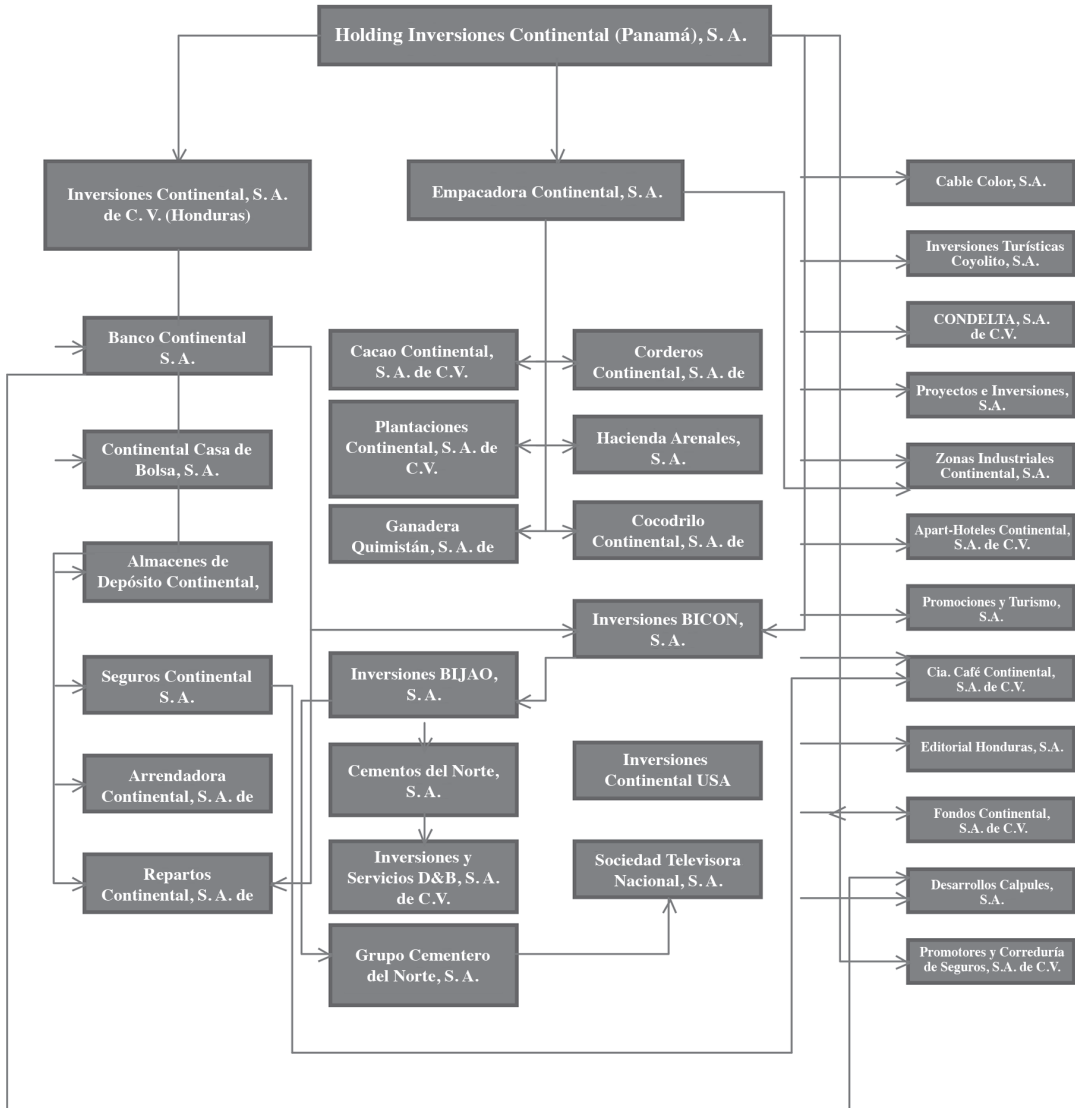 Holding Inversiones Continental (Panamá), S. A.
Inversiones Continental, S. A.
de C. V. (Honduras)
Empacadora Continental, S. A.
Banco Continental
S. A.
Continental Casa de
Bolsa, S. A.
Almacenes de
Depósito Continental,
Seguros Continental
S. A.
Arrendadora
Continental, S. A. de
Repartos
Continental, S. A. de
Cacao Continental,
S. A. de C.V.
Plantaciones
Continental, S. A. de
C.V.
Ganadera
Quimistán, S. A. de
Corderos
Continental, S. A. de
Hacienda Arenales,
S. A.
Cocodrilo
Continental, S. A. de
Inversiones BICON,
S. A.
Inversiones BIJAO,
S. A.
Cementos del Norte,
S. A.
Inversiones y
Servicios D&B, S. A.
de C.V.
Grupo Cementero
del Norte, S. A.
Inversiones
Continental USA
Sociedad Televisora
Nacional, S. A.
Cable Color, S.A.
Inversiones Turísticas
Coyolito, S.A.
CONDELTA, S.A.
de C.V.
Proyectos e Inversiones,
S.A.
Zonas Industriales
Continental, S.A.
Apart-Hoteles Continental,
S.A. de C.V.
Promociones y Turismo,
S.A.
Cia. Café Continental,
S.A. de C.V.
Editorial Honduras, S.A.
Fondos Continental,
S.A. de C.V.
Desarrollos Calpules,
S.A.
Promotores y Correduría
de Seguros, S.A. de C.V.